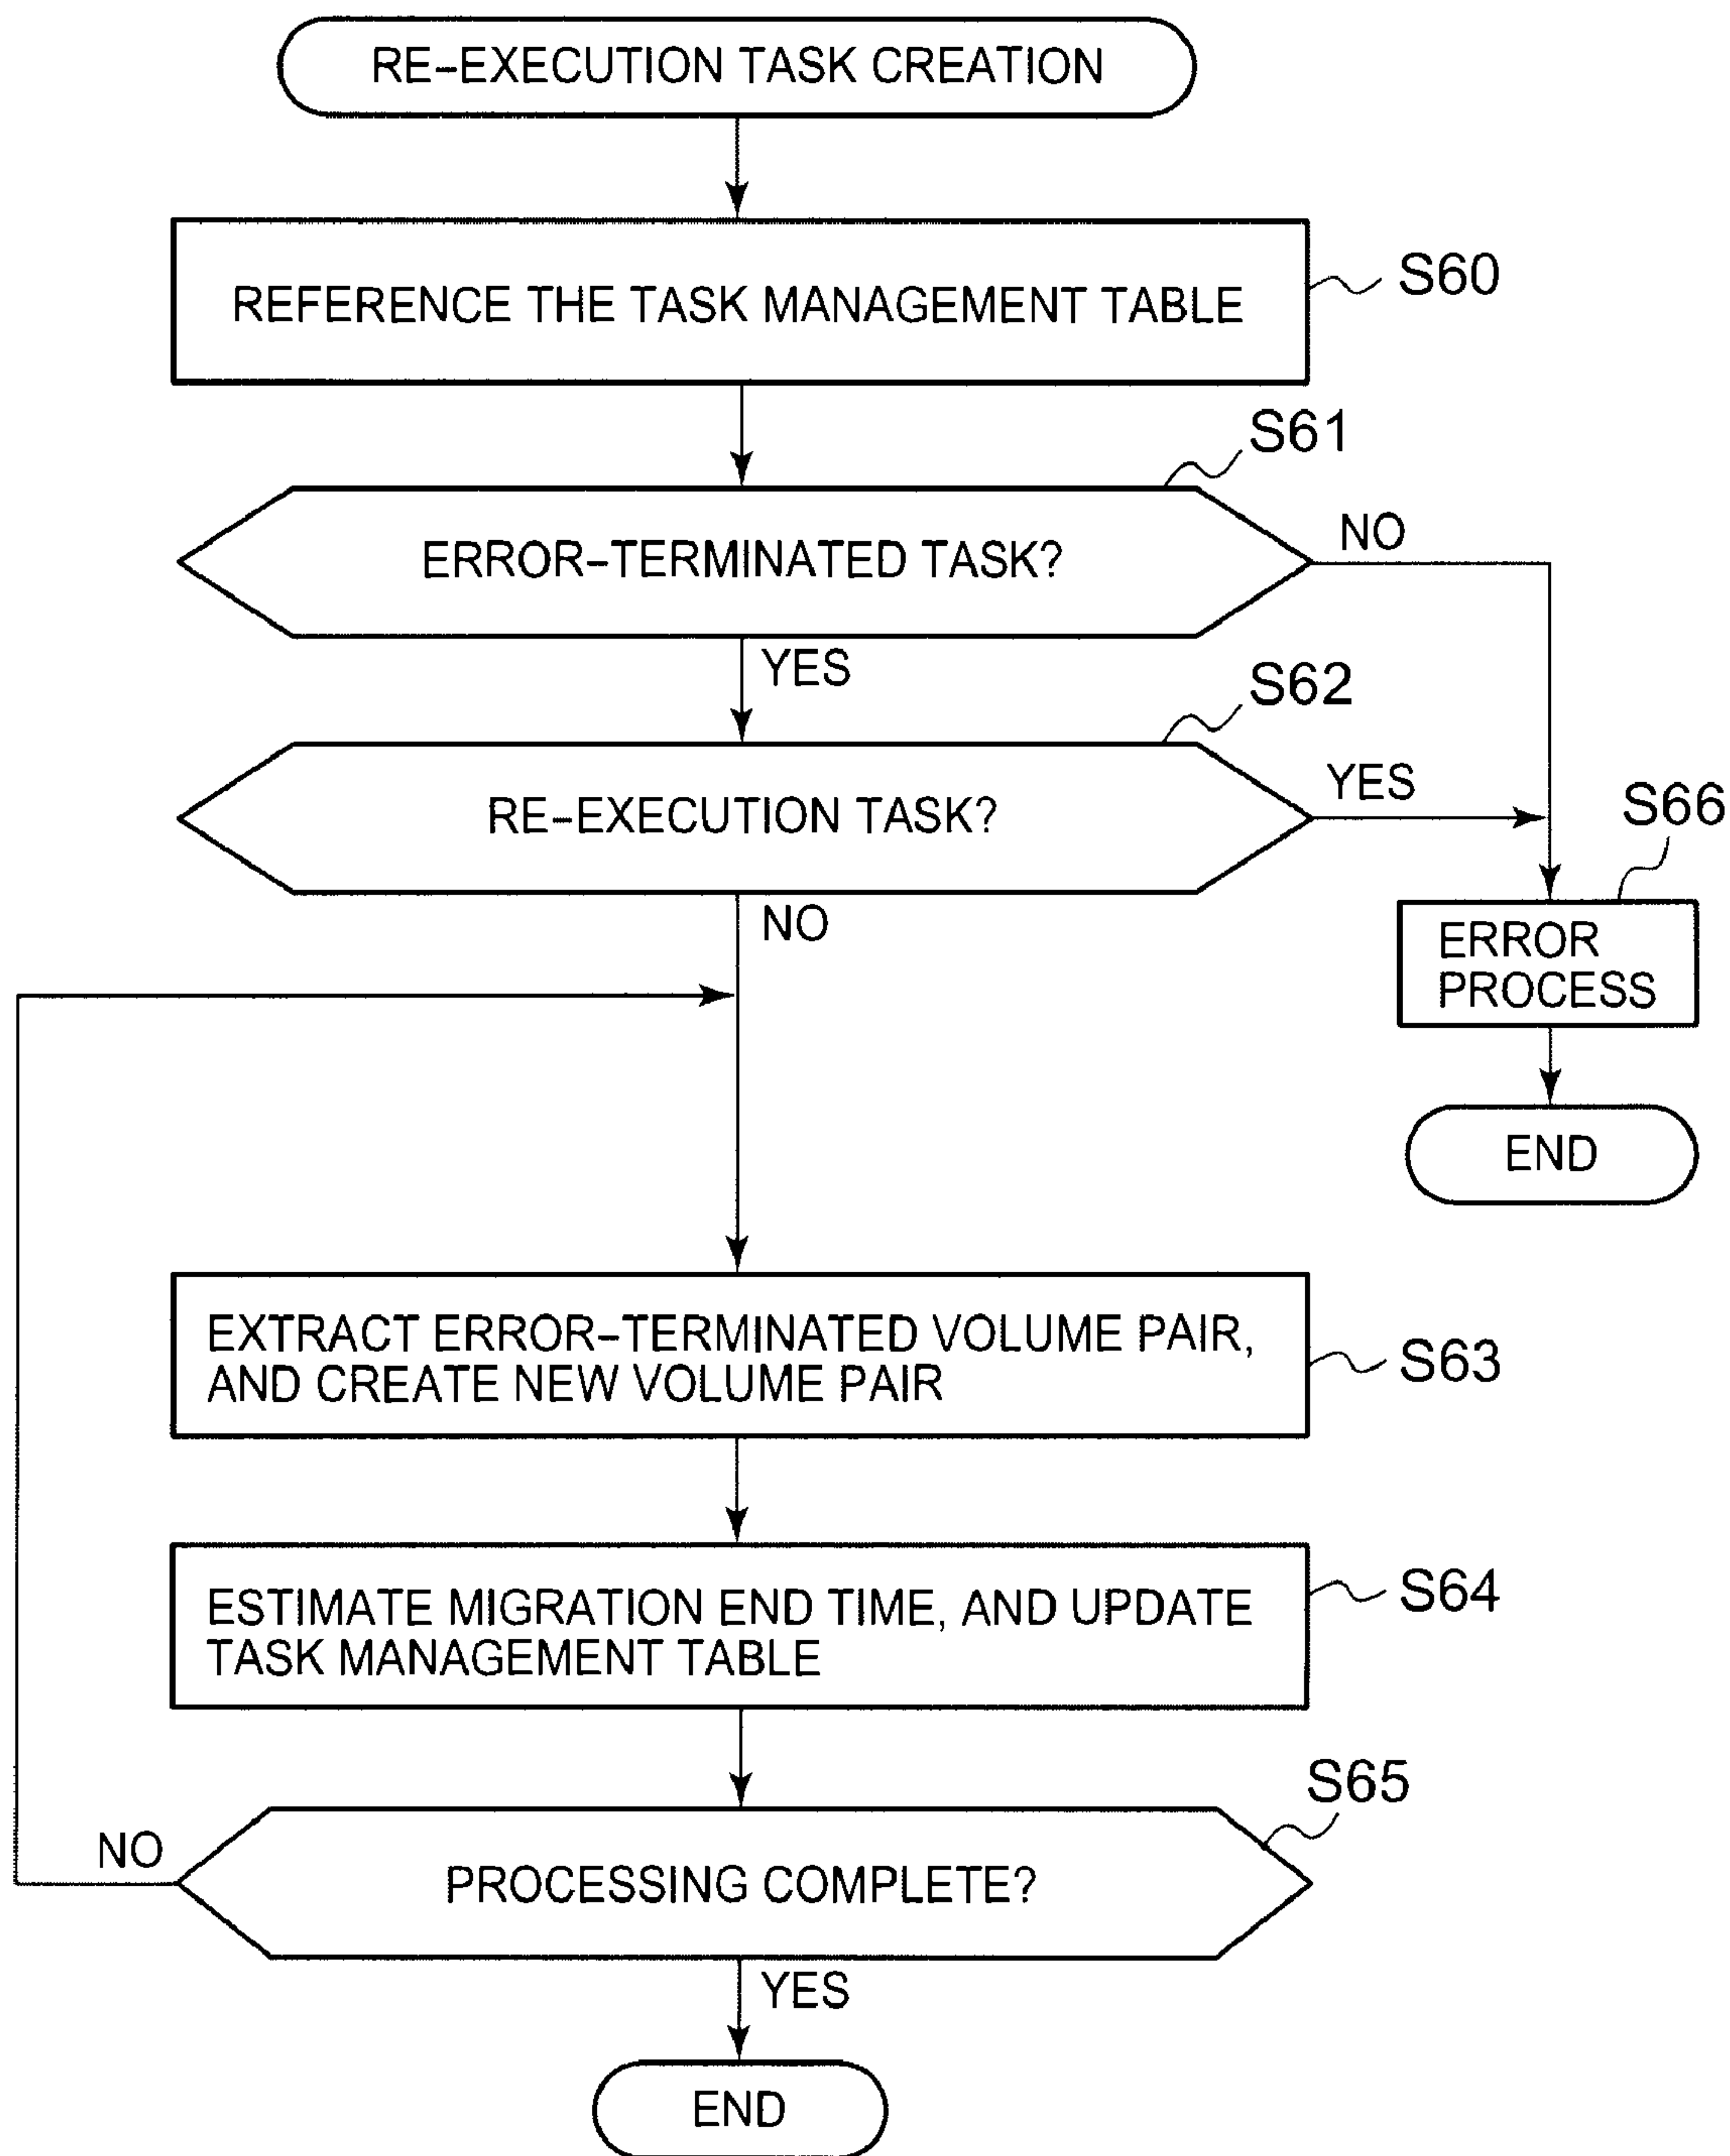 RE-EXECUTION TASK CREATION
REFERENCE THE TASK MANAGEMENT TABLE
S60
S61
ERROR-TERMINATED TASK?
NO
YES
S62
RE-EXECUTION TASK?
YES
S66
NO
ERROR
PROCESS
END
EXTRACT ERROR-TERMINATED VOLUME PAIR,
AND CREATE NEW VOLUME PAIR
S63
ESTIMATE MIGRATION END TIME, AND UPDATE
TASK MANAGEMENT TABLE
S64
S65
NO
PROCESSING COMPLETE?
YES
END